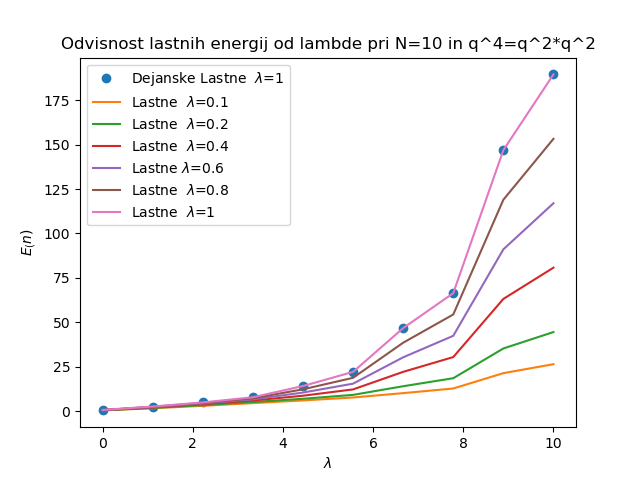 Odvisnost lastnih energij od lambde pri N=10 in q^4=q^2*q^2
Dejanske Lastne λ=1
Lastne λ=0.1
Lastne λ=0.2
Lastne λ=0.4
Lastne λ=0.6
Lastne λ=0.8
Lastne λ=1
E(n)
175
150
125
100
75
50
25
0
0 2 4 6 8 10
λ